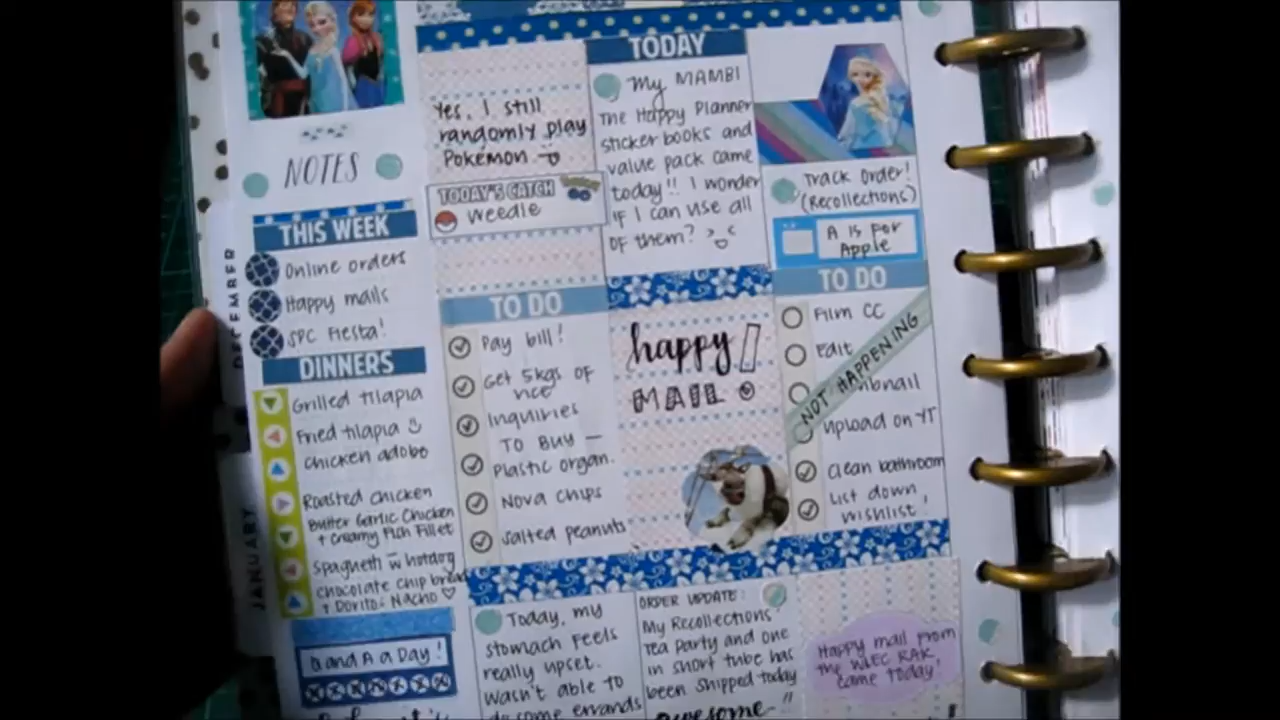 NOTES
THIS WEEK
Online orders
Happy mails
SPC Fiesta!
DINNERS
Grilled tilapia
Fried tilapia
chicken adobo
Roasted chicken
Butter Garlic Chicken
+ Creamy Fish Fillet
Spaghetti w hotdog
chocolate chip bread
+ Doritos Nacho
Q and A a Day!
DECEMBER
JANUARY
Yes, I still
randomly play
Pokémon
TODAY'S CATCH
GO
Weedle
TO DO
Pay bill!
Get 5kgs of
rice
Inquiries
TO BUY —
Plastic organ.
Nova chips
Salted peanuts
Today, my
stomach feels
really upset.
Wasn't able to
do some errands
TODAY
My MAMBI
The Happy Planner
sticker books and
value pack came
today!! I wonder
if I can use all
of them?
happy
MAIL
ORDER UPDATE:
My Recollections
Tea Party and one
in short tube has
been shipped today
awesome
Track order!
(Recollections)
A is for
Apple
TO DO
Film CC
Edit
NOT HAPPENING
Upload on YT
Clean bathroom
List down
wishlist!
Happy mail from
the WLEC RAK
came today!